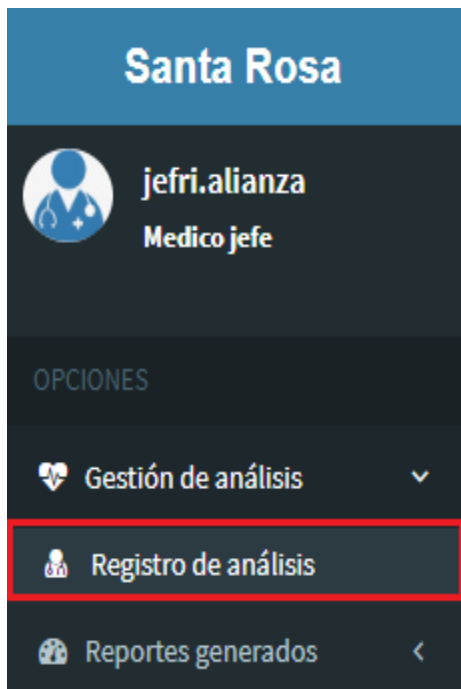 Santa Rosa
jefri.alianza
Medico jefe
OPCIONES
Gestión de análisis
Registro de análisis
Reportes generados